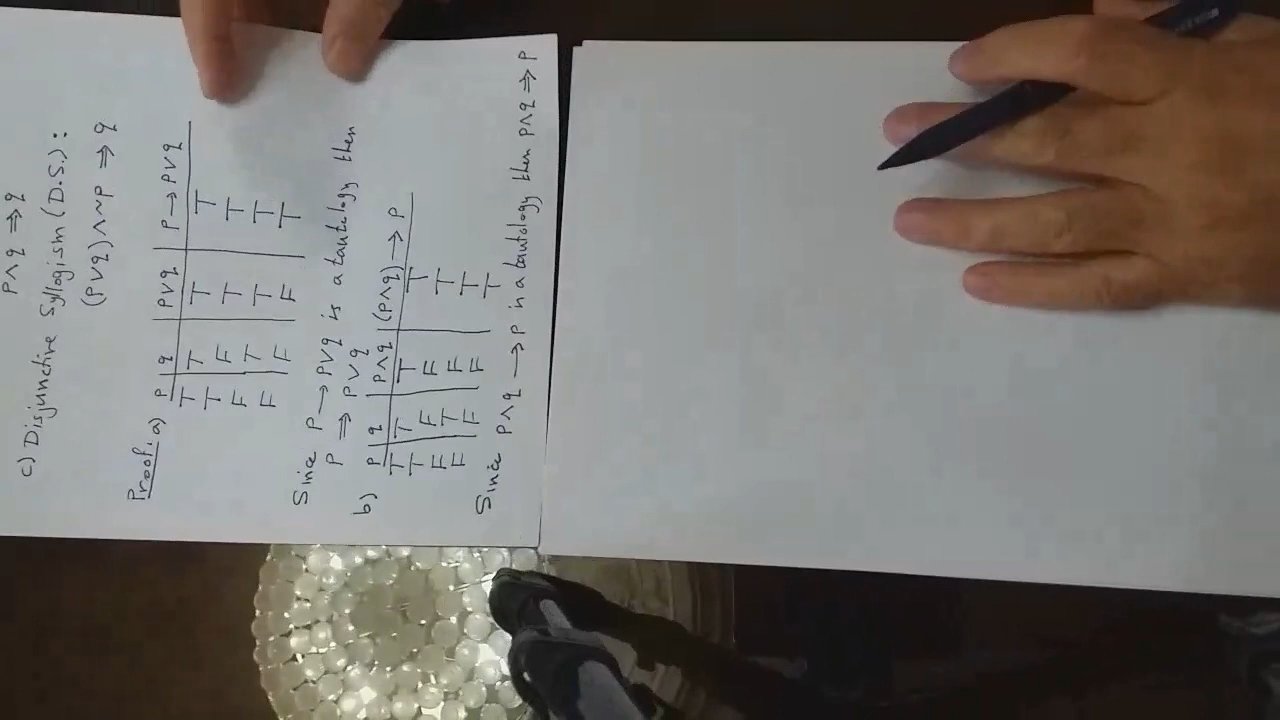 P∧q ⇒ q
c) Disjunctive Syllogism (D.S.) :
(P∨q) ∧ ~P ⇒ q
Proof: a) P | q | P∨q | P → P∨q
T | T | T | T
T | F | T | T
F | T | T | T
F | F | F | T
Since P → P∨q is a tautology then
P ⇒ P∨q
b) P | q | P∧q | (P∧q) → P
T | T | T | T
T | F | F | T
F | T | F | T
F | F | F | T
Since P∧q → P is a tautology then P∧q ⇒ P